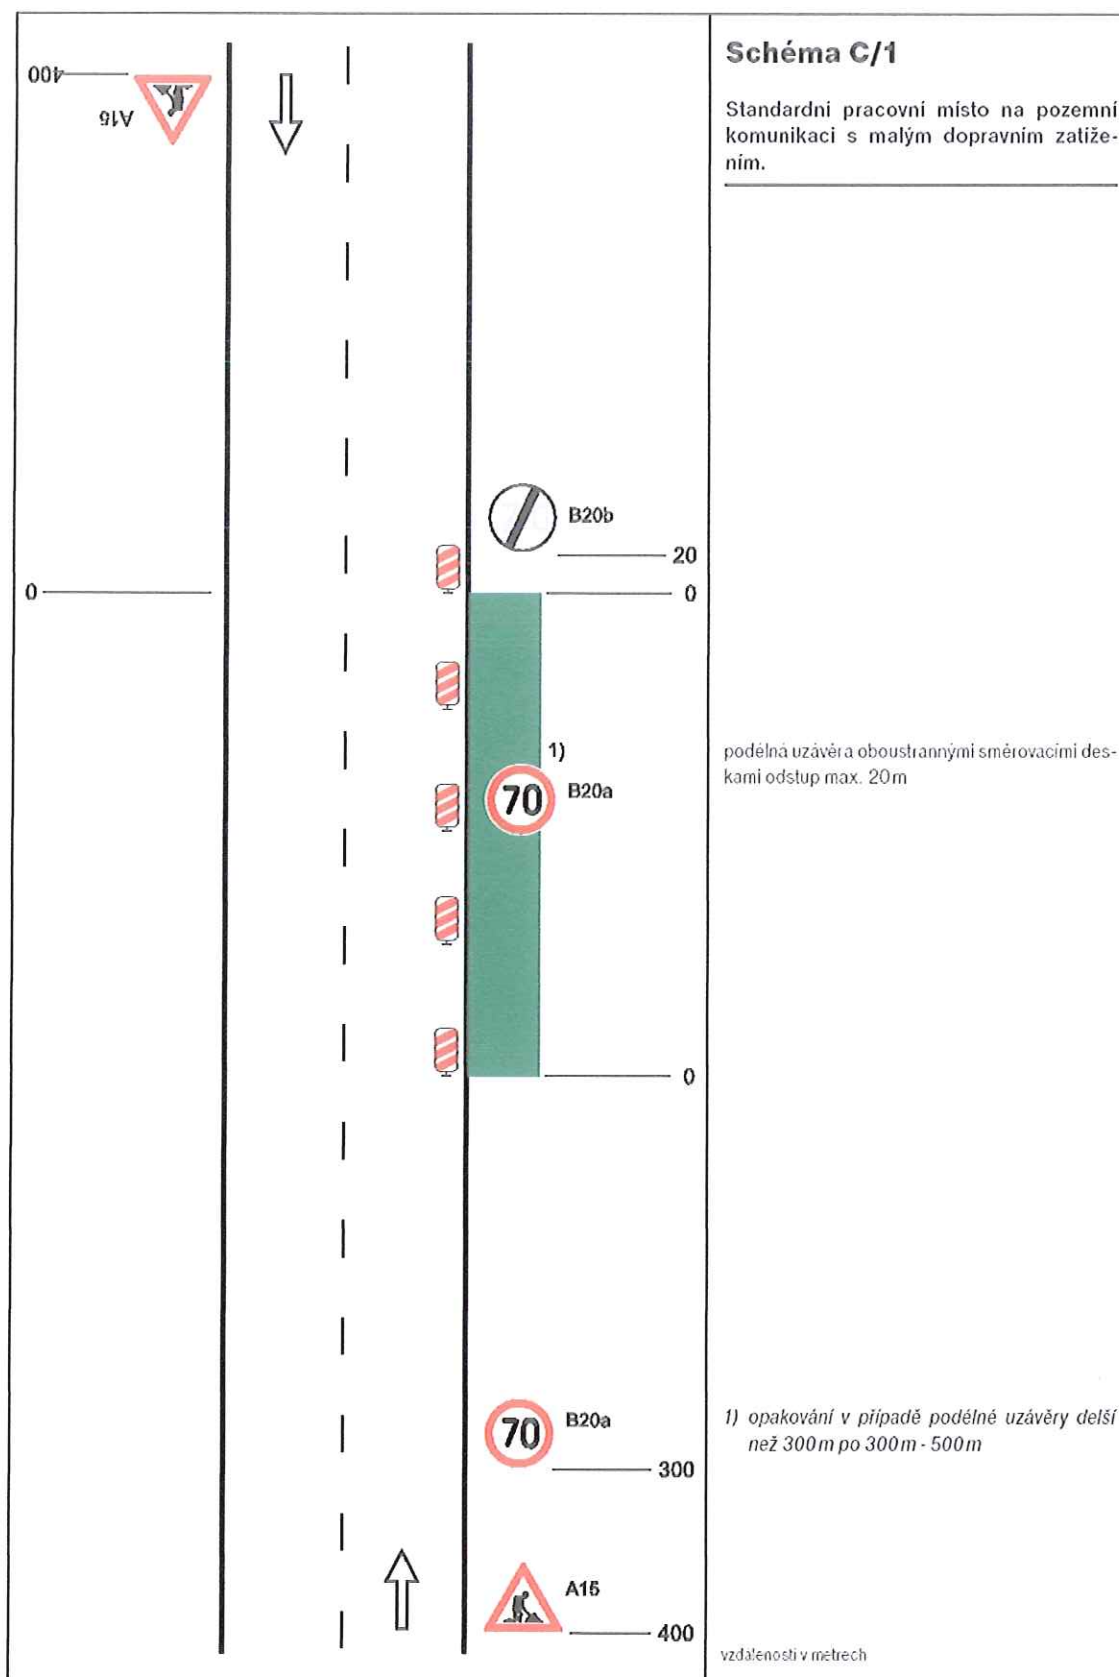 Schéma C/1
Standardní pracovní místo na pozemní
komunikaci s malým dopravním zatíže-
ním.
400
A15
B20b
20
0
0
1)
70
B20a
podélná uzávěra oboustrannými směrovacími des-
kami odstup max. 20m
0
70
B20a
300
1) opakování v případě podélné uzávěry delší
než 300m po 300m - 500m
A15
400
vzdálenosti v metrech